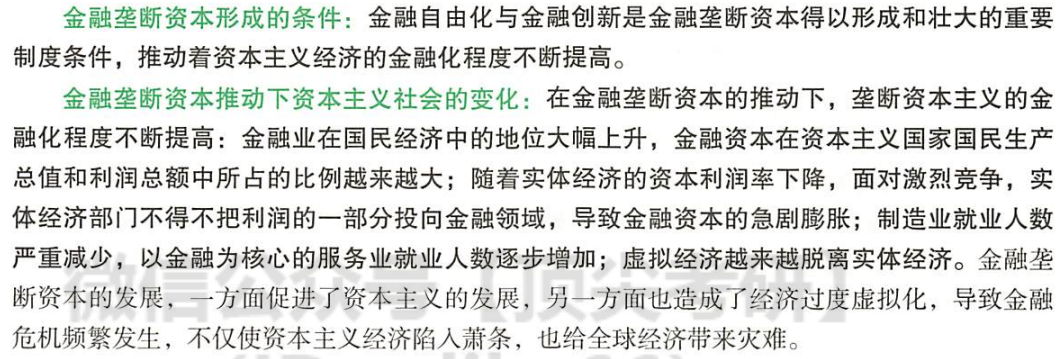 金融垄断资本形成的条件：金融自由化与金融创新是金融垄断资本得以形成和壮大的重要
制度条件，推动着资本主义经济的金融化程度不断提高。
金融垄断资本推动下资本主义社会的变化：在金融垄断资本的推动下，垄断资本主义的金
融化程度不断提高：金融业在国民经济中的地位大幅上升，金融资本在资本主义国家国民生产
总值和利润总额中所占的比例越来越大；随着实体经济的资本利润率下降，面对激烈竞争，实
体经济部门不得不把利润的一部分投向金融领域，导致金融资本的急剧膨胀；制造业就业人数
严重减少，以金融为核心的服务业就业人数逐步增加；虚拟经济越来越脱离实体经济。金融垄
断资本的发展，一方面促进了资本主义的发展，另一方面也造成了经济过度虚拟化，导致金融
危机频繁发生，不仅使资本主义经济陷入萧条，也给全球经济带来灾难。
微信公众号【顶尖考研】